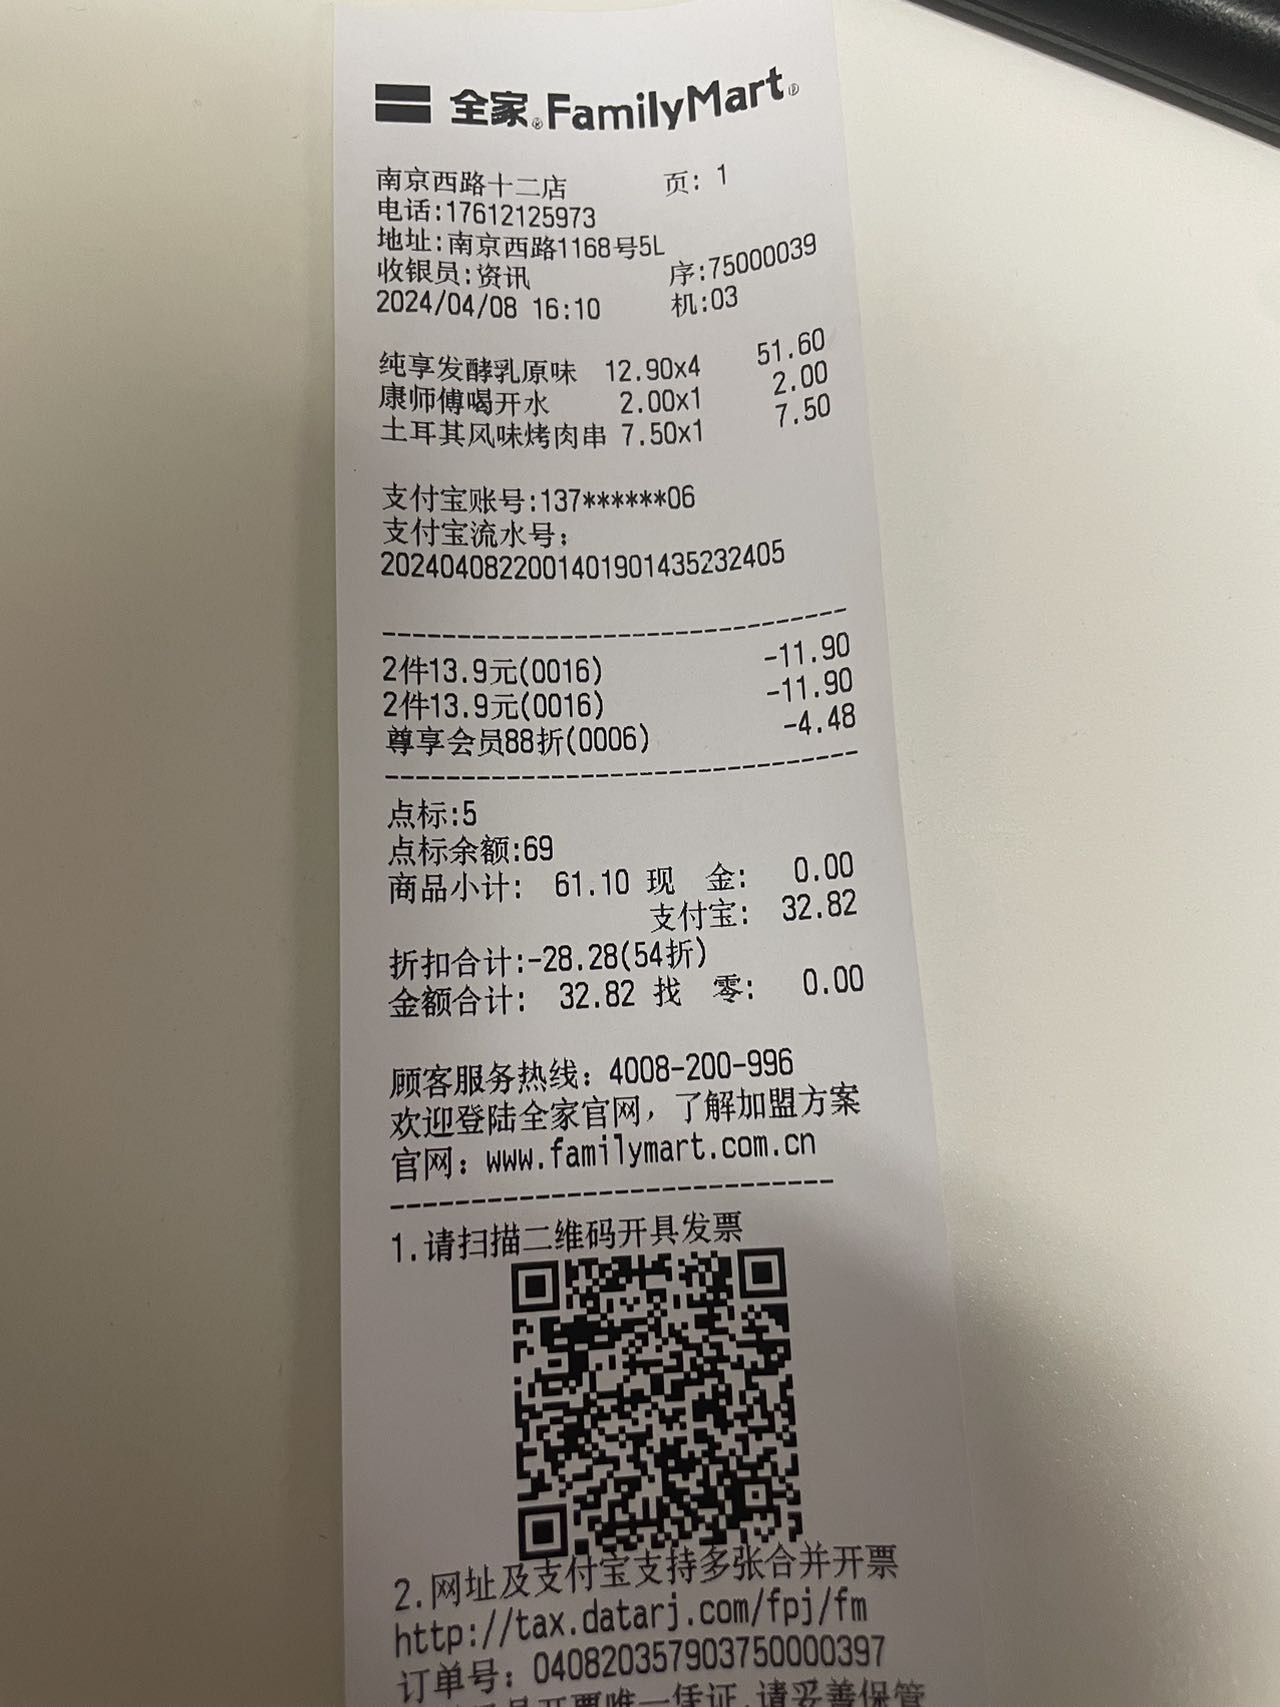 全家® FamilyMart®
南京西路十二店 页: 1
电话:17612125973
地址:南京西路1168号5L
收银员:资讯 序:75000039
2024/04/08 16:10 机:03
纯享发酵乳原味 12.90x4 51.60
康师傅喝开水 2.00x1 2.00
土耳其风味烤肉串 7.50x1 7.50
支付宝账号:137******06
支付宝流水号:
2024040822001401901435232405
2件13.9元(0016) -11.90
2件13.9元(0016) -11.90
尊享会员88折(0006) -4.48
点标:5
点标余额:69
商品小计: 61.10 现 金: 0.00
支付宝: 32.82
折扣合计:-28.28(54折)
金额合计: 32.82 找 零: 0.00
顾客服务热线: 4008-200-996
欢迎登陆全家官网, 了解加盟方案
官网: www.familymart.com.cn
1.请扫描二维码开具发票
2.网址及支付宝支持多张合并开票
http://tax.datarj.com/fpj/fm
订单号: 040820357903750000397
开票唯一凭证,请妥善保管